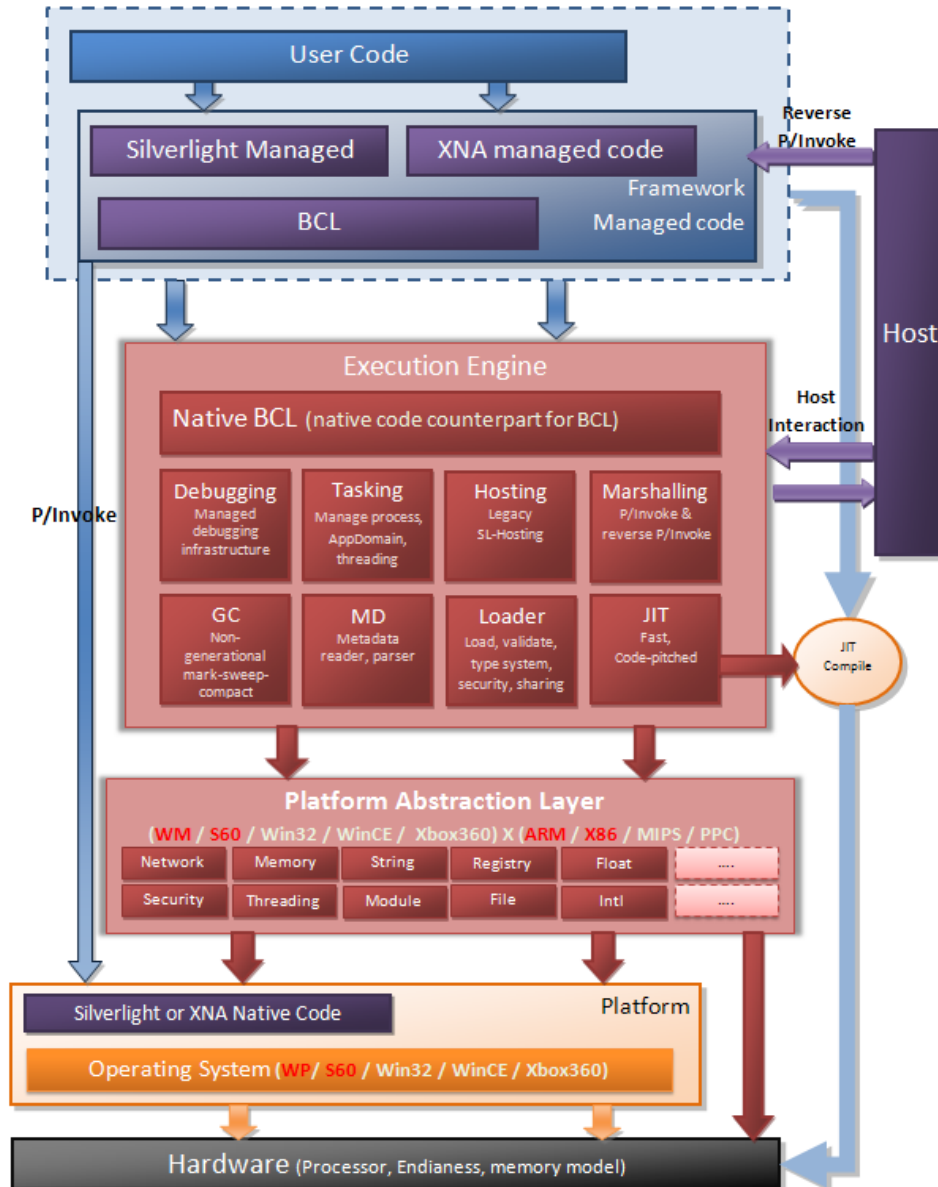 User Code
Silverlight Managed
XNA managed code
Framework
Managed code
BCL
Reverse
P/Invoke
Host
Execution Engine
Native BCL (native code counterpart for BCL)
Host
Interaction
Debugging
Managed
debugging
infrastructure
Tasking
Manage process,
AppDomain,
threading
Hosting
Legacy
SL-Hosting
Marshalling
P/Invoke &
reverse P/Invoke
P/Invoke
GC
Non-
generational
mark-sweep-
compact
MD
Metadata
reader, parser
Loader
Load, validate,
type system,
security, sharing
JIT
Fast,
Code-pitched
JIT
Compile
Platform Abstraction Layer
(WM / S60 / Win32 / WinCE / Xbox360) X (ARM / X86 / MIPS / PPC)
Network
Memory
String
Registry
Float
....
Security
Threading
Module
File
Intl
....
Silverlight or XNA Native Code
Platform
Operating System (WP/ S60 / Win32 / WinCE / Xbox360)
Hardware (Processor, Endianess, memory model)